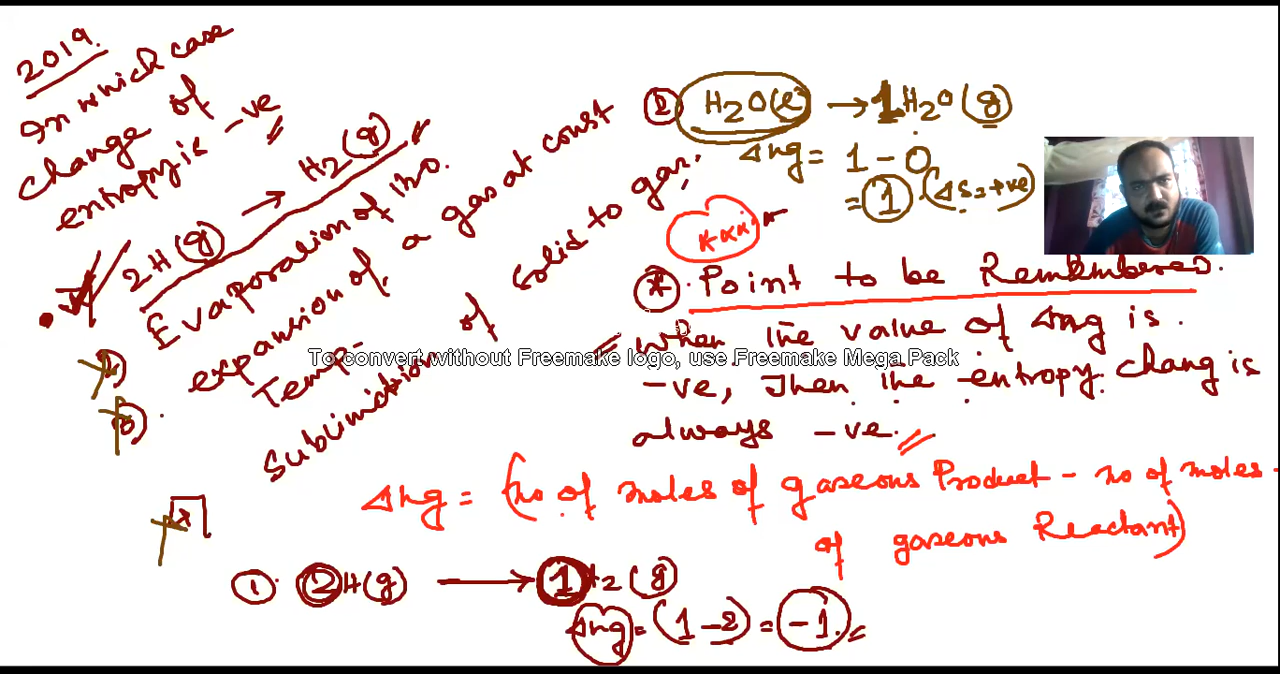 2019.
In which case
change of
entropy is -ve
2H(g) → H2(g)
Evaporation of H2O.
expansion of a gas at const
Temp-
Sublimation of solid to gas.
② H2O(l) → 1H2O(g)
Δng = 1-0
= 1 (ΔS=+ve)
* Point to be Remembered.
When the value of Δng is.
-ve, Then the entropy chang is
always -ve.
To convert without Freemake logo, use Freemake Mega Pack
Δng = (no of moles of gaseous Product - no of moles
of gaseous Reactant)
① 2H(g) → 1H2(g)
Δng = (1-2) = -1